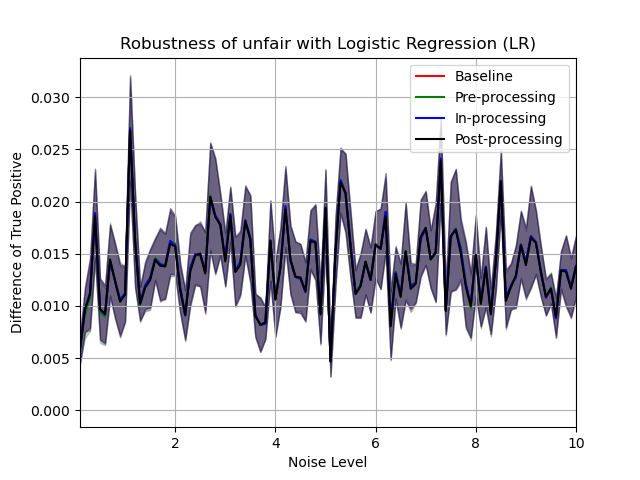 Robustness of unfair with Logistic Regression (LR)
Baseline
Pre-processing
In-processing
Post-processing
Difference of True Positive
0.030
0.025
0.020
0.015
0.010
0.005
0.000
2
4
6
8
10
Noise Level